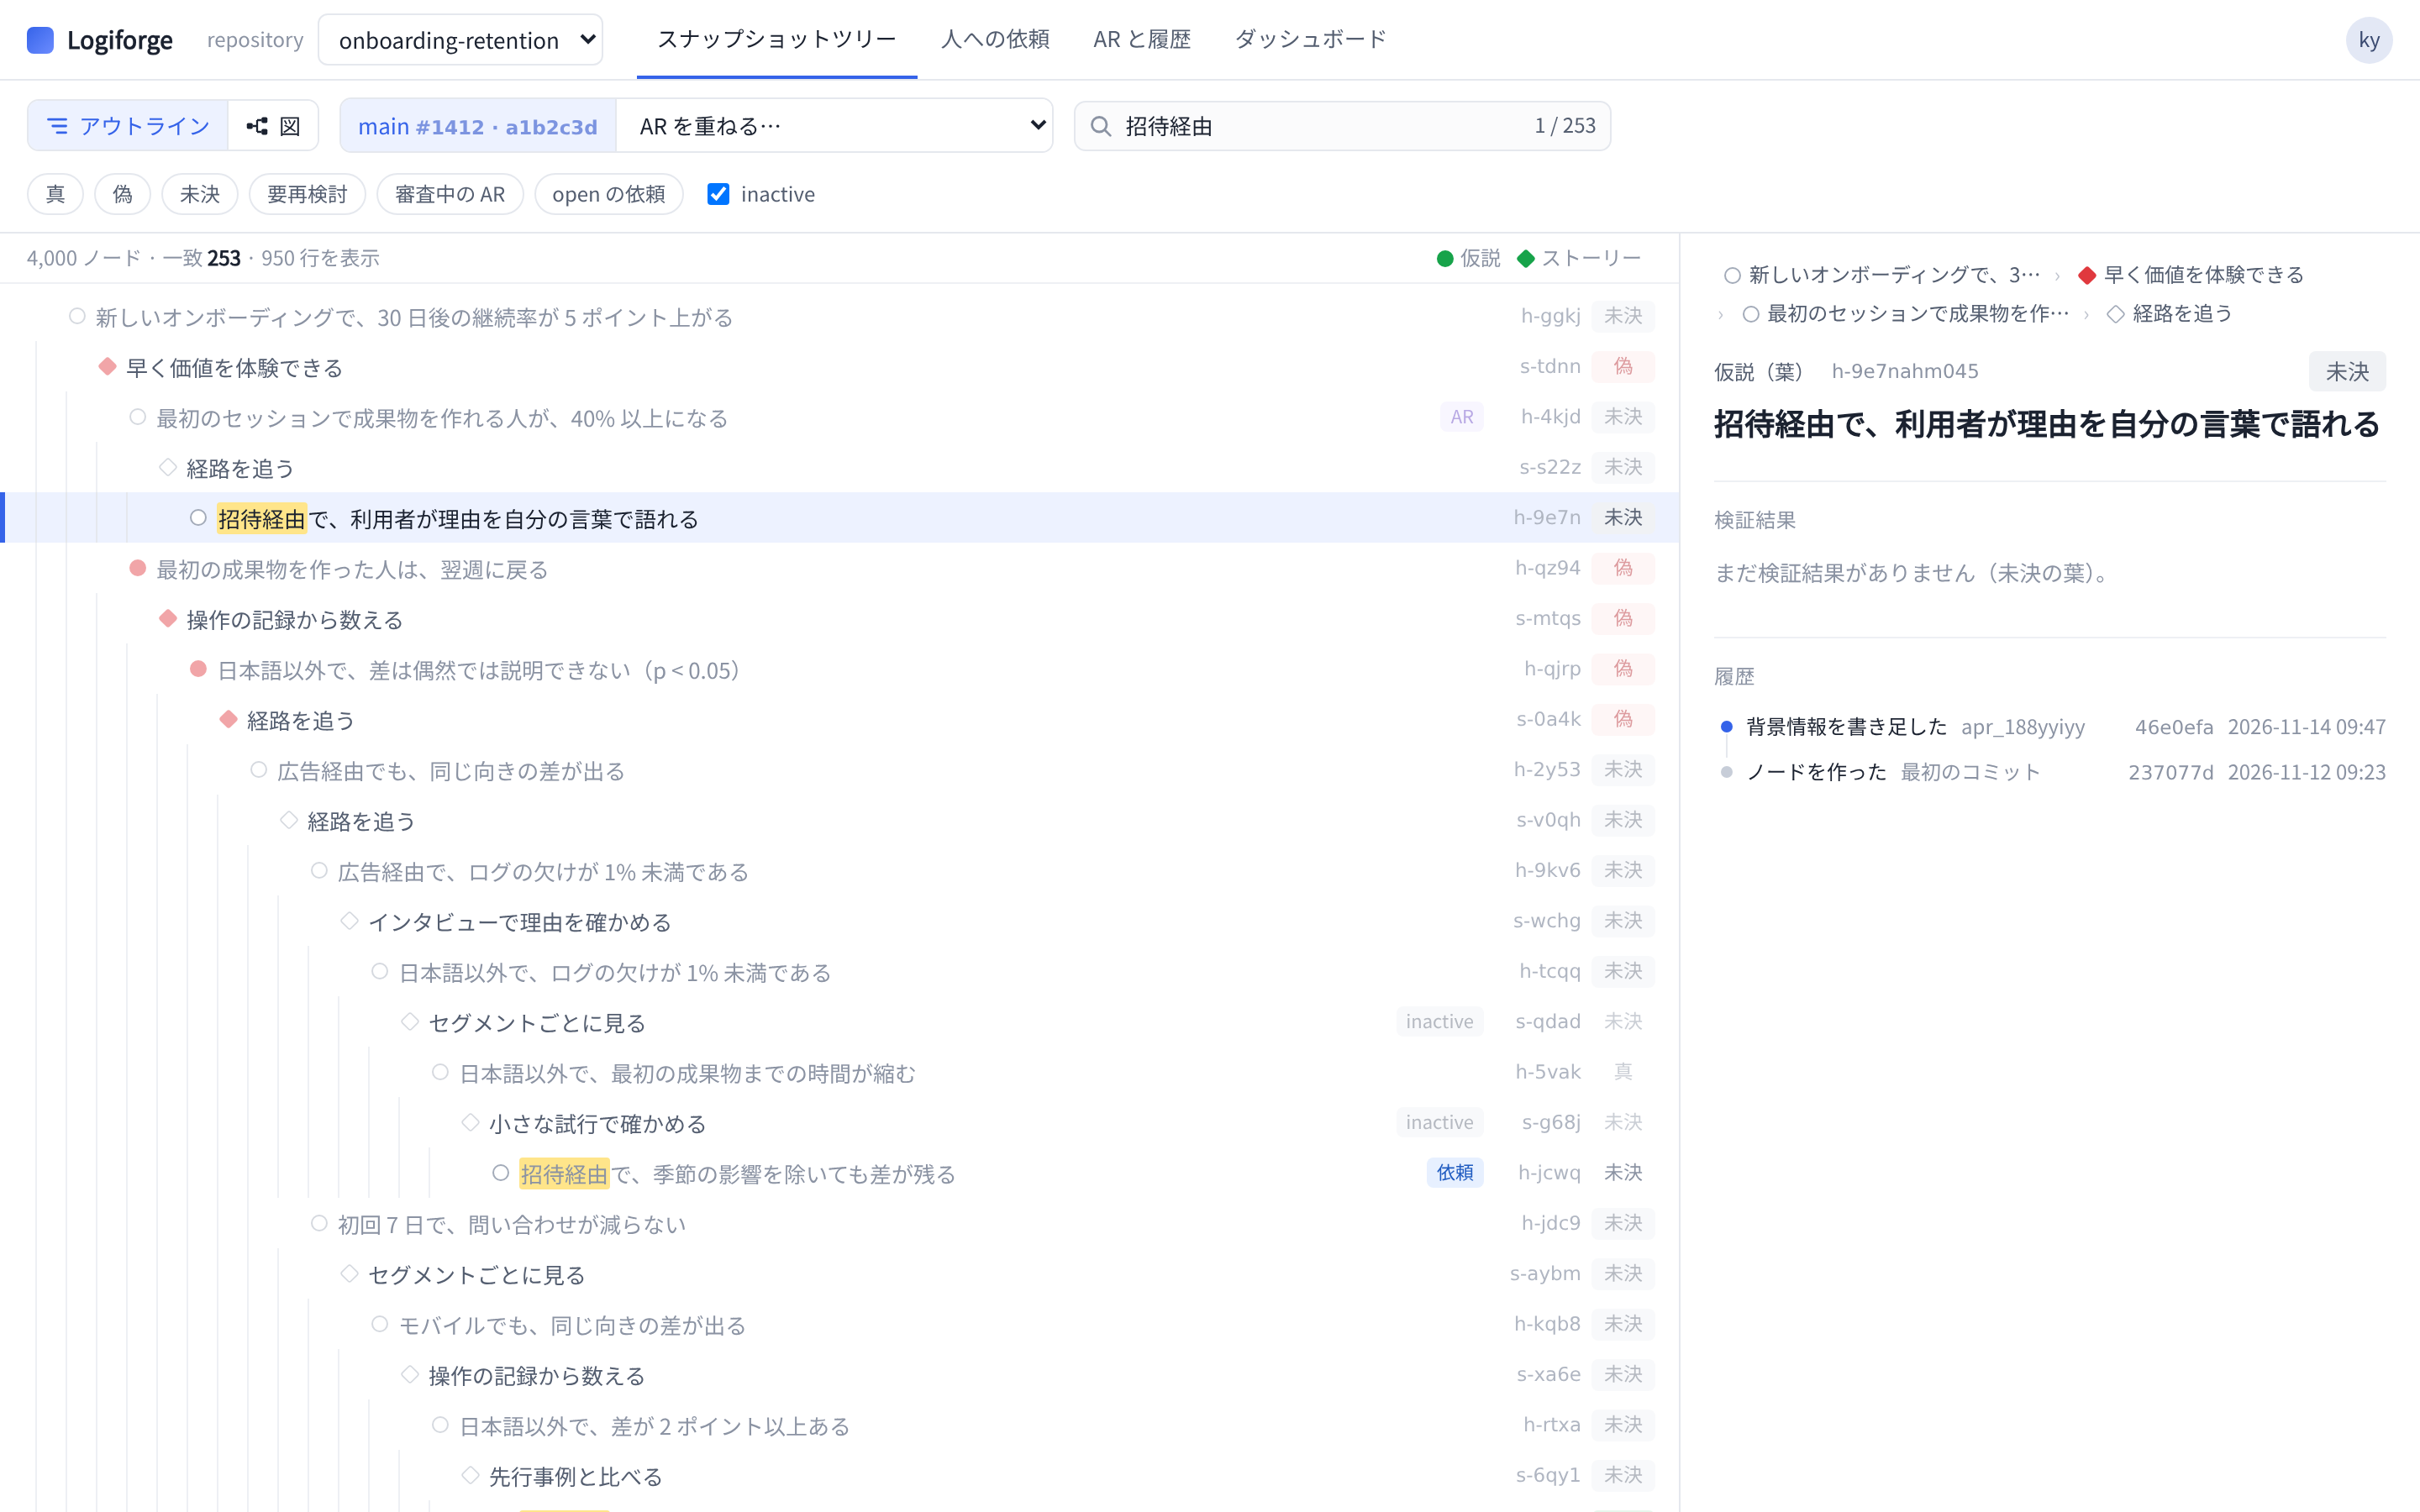 Logiforge repository onboarding-retention スナップショットツリー 人への依頼 AR と履歴 ダッシュボード ky
アウトライン 図 main #1412 · a1b2c3d AR を重ねる… 招待経由 1 / 253
真 偽 未決 要再検討 審査中の AR open の依頼 inactive
4,000 ノード · 一致 253 · 950 行を表示 仮説 ストーリー
新しいオンボーディングで、30 日後の継続率が 5 ポイント上がる h-ggkj 未決
早く価値を体験できる s-tdnn 偽
最初のセッションで成果物を作れる人が、40% 以上になる AR h-4kjd 未決
経路を追う s-s22z 未決
招待経由で、利用者が理由を自分の言葉で語れる h-9e7n 未決
最初の成果物を作った人は、翌週に戻る h-qz94 偽
操作の記録から数える s-mtqs 偽
日本語以外で、差は偶然では説明できない（p < 0.05） h-qjrp 偽
経路を追う s-0a4k 偽
広告経由でも、同じ向きの差が出る h-2y53 未決
経路を追う s-v0qh 未決
広告経由で、ログの欠けが 1% 未満である h-9kv6 未決
インタビューで理由を確かめる s-wchg 未決
日本語以外で、ログの欠けが 1% 未満である h-tcqq 未決
セグメントごとに見る inactive s-qdad 未決
日本語以外で、最初の成果物までの時間が縮む h-5vak 真
小さな試行で確かめる inactive s-g68j 未決
招待経由で、季節の影響を除いても差が残る 依頼 h-jcwq 未決
初回 7 日で、問い合わせが減らない h-jdc9 未決
セグメントごとに見る s-aybm 未決
モバイルでも、同じ向きの差が出る h-kqb8 未決
操作の記録から数える s-xa6e 未決
日本語以外で、差が 2 ポイント以上ある h-rtxa 未決
先行事例と比べる s-6qy1 未決
新しいオンボーディングで、3… › 早く価値を体験できる
› 最初のセッションで成果物を作… › 経路を追う
仮説（葉） h-9e7nahm045 未決
招待経由で、利用者が理由を自分の言葉で語れる
検証結果
まだ検証結果がありません（未決の葉）。
履歴
背景情報を書き足した apr_188yyiyy 46e0efa 2026-11-14 09:47
ノードを作った 最初のコミット 237077d 2026-11-12 09:23